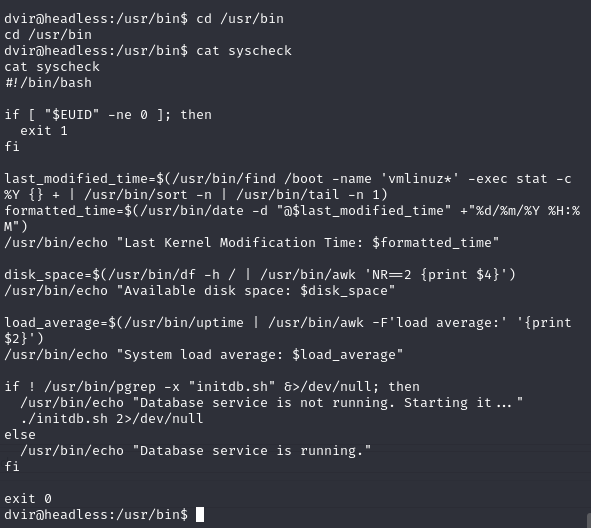 dvir@headless:/usr/bin$ cd /usr/bin
cd /usr/bin
dvir@headless:/usr/bin$ cat syscheck
cat syscheck
#!/bin/bash

if [ "$EUID" -ne 0 ]; then
  exit 1
fi

last_modified_time=$(/usr/bin/find /boot -name 'vmlinuz*' -exec stat -c
%Y {} + | /usr/bin/sort -n | /usr/bin/tail -n 1)
formatted_time=$(/usr/bin/date -d "@$last_modified_time" +"%d/%m/%Y %H:%
M")
/usr/bin/echo "Last Kernel Modification Time: $formatted_time"

disk_space=$(/usr/bin/df -h / | /usr/bin/awk 'NR==2 {print $4}')
/usr/bin/echo "Available disk space: $disk_space"

load_average=$(/usr/bin/uptime | /usr/bin/awk -F'load average:' '{print
$2}')
/usr/bin/echo "System load average: $load_average"

if ! /usr/bin/pgrep -x "initdb.sh" &>/dev/null; then
  /usr/bin/echo "Database service is not running. Starting it..."
  ./initdb.sh 2>/dev/null
else
  /usr/bin/echo "Database service is running."
fi

exit 0
dvir@headless:/usr/bin$